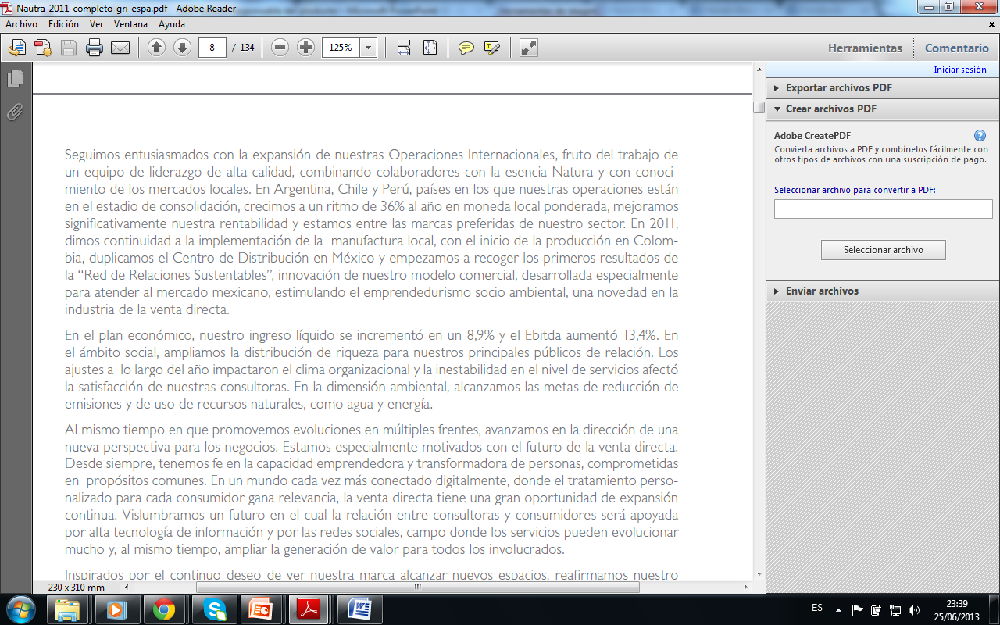 Nautra_2011_completo_gri_espa.pdf - Adobe Reader
Archivo Edición Ver Ventana Ayuda
8 / 134 125% Herramientas Comentario
Iniciar sesión
Exportar archivos PDF
Crear archivos PDF
Adobe CreatePDF
Convierta archivos a PDF y combínelos fácilmente con
otros tipos de archivos con una suscripción de pago.
Seleccionar archivo para convertir a PDF:
Seleccionar archivo
Enviar archivos
Seguimos entusiasmados con la expansión de nuestras Operaciones Internacionales, fruto del trabajo de
un equipo de liderazgo de alta calidad, combinando colaboradores con la esencia Natura y con conoci-
miento de los mercados locales. En Argentina, Chile y Perú, países en los que nuestras operaciones están
en el estadio de consolidación, crecimos a un ritmo de 36% al año en moneda local ponderada, mejoramos
significativamente nuestra rentabilidad y estamos entre las marcas preferidas de nuestro sector. En 2011,
dimos continuidad a la implementación de la manufactura local, con el inicio de la producción en Colom-
bia, duplicamos el Centro de Distribución en México y empezamos a recoger los primeros resultados de
la “Red de Relaciones Sustentables”, innovación de nuestro modelo comercial, desarrollada especialmente
para atender al mercado mexicano, estimulando el emprendedurismo socio ambiental, una novedad en la
industria de la venta directa.
En el plan económico, nuestro ingreso líquido se incrementó en un 8,9% y el Ebitda aumentó 13,4%. En
el ámbito social, ampliamos la distribución de riqueza para nuestros principales públicos de relación. Los
ajustes a lo largo del año impactaron el clima organizacional y la inestabilidad en el nivel de servicios afectó
la satisfacción de nuestras consultoras. En la dimensión ambiental, alcanzamos las metas de reducción de
emisiones y de uso de recursos naturales, como agua y energía.
Al mismo tiempo en que promovemos evoluciones en múltiples frentes, avanzamos en la dirección de una
nueva perspectiva para los negocios. Estamos especialmente motivados con el futuro de la venta directa.
Desde siempre, tenemos fe en la capacidad emprendedora y transformadora de personas, comprometidas
en propósitos comunes. En un mundo cada vez más conectado digitalmente, donde el tratamiento perso-
nalizado para cada consumidor gana relevancia, la venta directa tiene una gran oportunidad de expansión
continua. Vislumbramos un futuro en el cual la relación entre consultoras y consumidores será apoyada
por alta tecnología de información y por las redes sociales, campo donde los servicios pueden evolucionar
mucho y, al mismo tiempo, ampliar la generación de valor para todos los involucrados.
Inspirados por el continuo deseo de ver nuestra marca alcanzar nuevos espacios, reafirmamos nuestro
230 x 310 mm
ES
23:39
25/06/2013